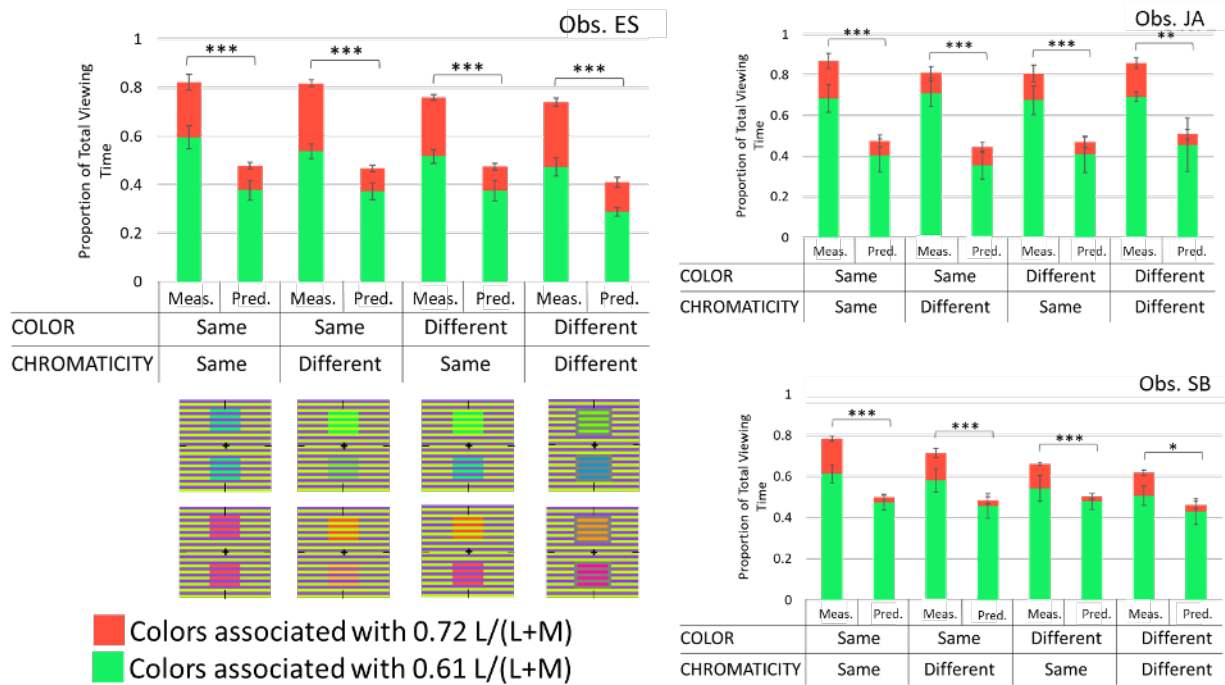 Obs. ES
Proportion of Total Viewing
Time
1
0.8
0.6
0.4
0.2
0
***
***
***
***
Meas. Pred. Meas. Pred. Meas. Pred. Meas. Pred.
COLOR Same Same Different Different
CHROMATICITY Same Different Same Different
Colors associated with 0.72 L/(L+M)
Colors associated with 0.61 L/(L+M)
Obs. JA
Proportion of Total Viewing
Time
1
0.8
0.6
0.4
0.2
0
***
***
***
**
Meas. Pred. Meas. Pred. Meas. Pred. Meas. Pred.
COLOR Same Same Different Different
CHROMATICITY Same Different Same Different
Obs. SB
Proportion of Total Viewing
Time
1
0.8
0.6
0.4
0.2
0
***
***
***
*
Meas. Pred. Meas. Pred. Meas. Pred. Meas. Pred.
COLOR Same Same Different Different
CHROMATICITY Same Different Same Different